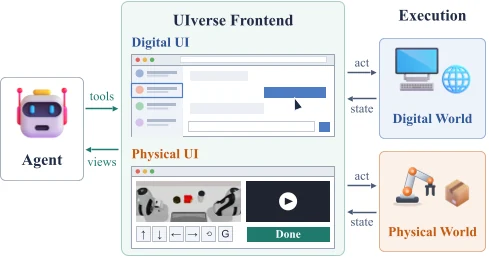 UIverse Frontend
Execution
Digital UI
act
state
Digital World
tools
views
Agent
Physical UI
↑ ↓ ← → ⟲ G
Done
act
state
Physical World